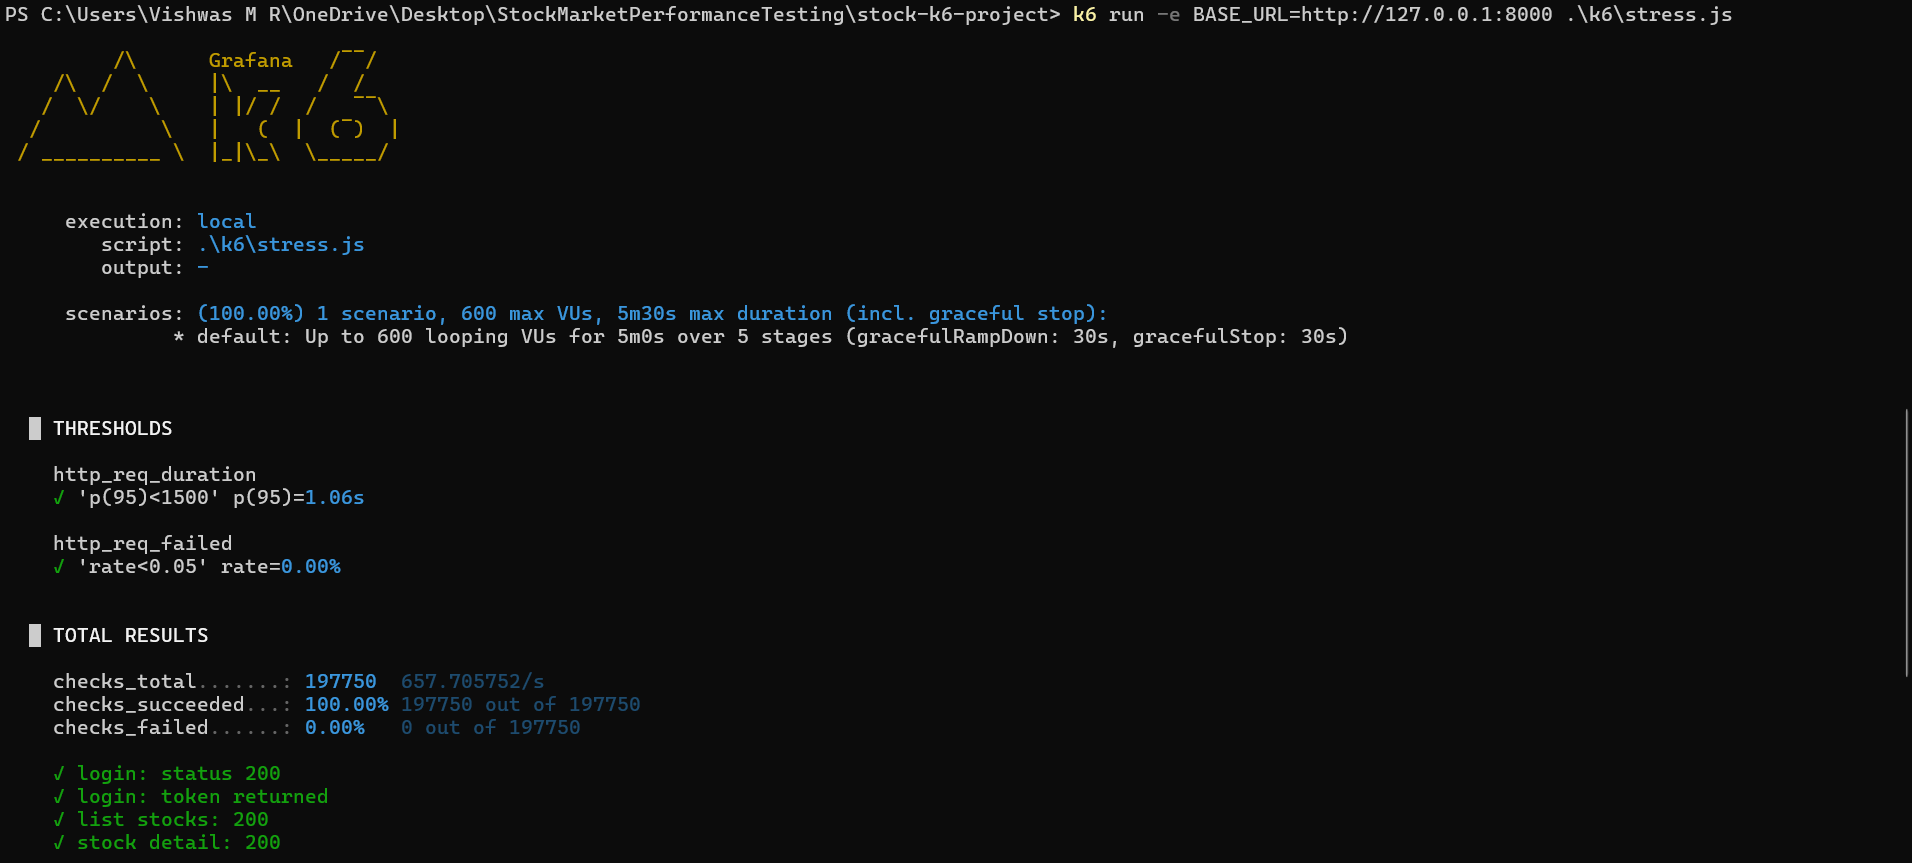 PS C:\Users\Vishwas M R\OneDrive\Desktop\StockMarketPerformanceTesting\stock-k6-project> k6 run -e BASE_URL=http://127.0.0.1:8000 .\k6\stress.js
         /\      Grafana   /‾‾/
    /\  /  \     |\  __   /  /
   /  \/    \    | |/ /  /   ‾‾\
  /          \   |   (  |  (‾)  |
 / __________ \  |_|\_\  \_____/
execution: local
script: .\k6\stress.js
output: -
scenarios: (100.00%) 1 scenario, 600 max VUs, 5m30s max duration (incl. graceful stop):
* default: Up to 600 looping VUs for 5m0s over 5 stages (gracefulRampDown: 30s, gracefulStop: 30s)
█ THRESHOLDS
http_req_duration
✓ 'p(95)<1500' p(95)=1.06s
http_req_failed
✓ 'rate<0.05' rate=0.00%
█ TOTAL RESULTS
checks_total.......: 197750  657.705752/s
checks_succeeded...: 100.00% 197750 out of 197750
checks_failed......: 0.00%   0 out of 197750
✓ login: status 200
✓ login: token returned
✓ list stocks: 200
✓ stock detail: 200